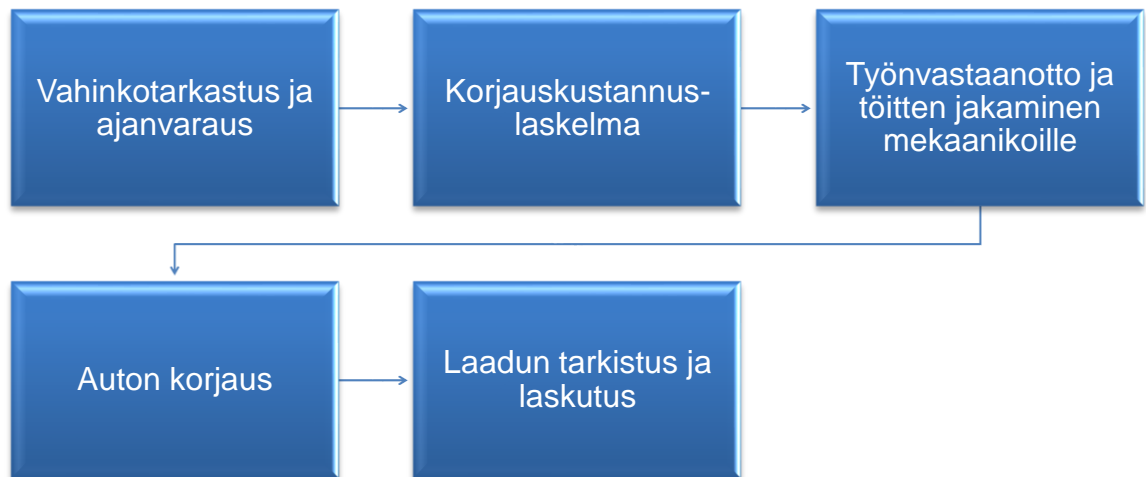 Vahinkotarkastus ja
ajanvaraus
Korjauskustannus-
laskelma
Työnvastaanotto ja
töitten jakaminen
mekaanikoille
Auton korjaus
Laadun tarkistus ja
laskutus